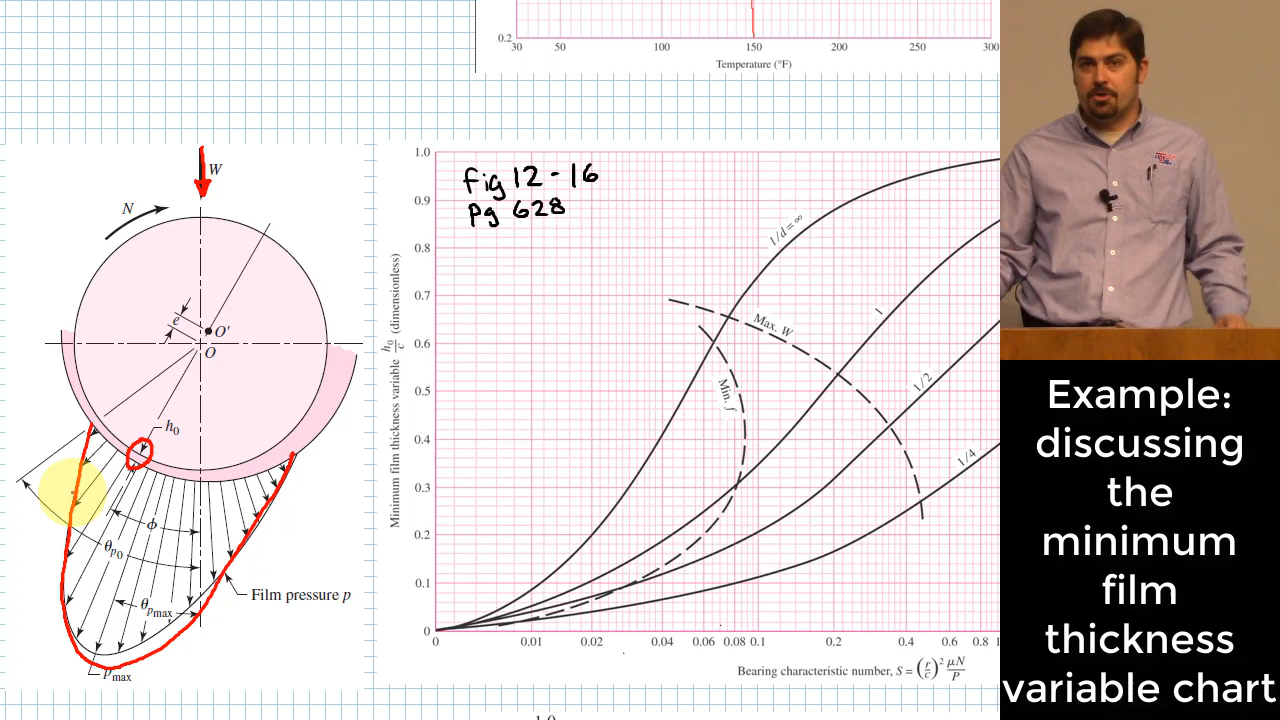 0.2
30 50 100 150 200 250 300
Temperature (°F)
W
N
e
O'
O
h0
ϕ
θp0
θpmax
Film pressure p
pmax
Fig 12 - 16
Pg 628
1.0
0.9
0.8
0.7
0.6
0.5
0.4
0.3
0.2
0.1
0
Minimum film thickness variable h0/c (dimensionless)
l/d = ∞
1
1/2
1/4
Max. W
Min. f
0 0.01 0.02 0.04 0.06 0.08 0.1 0.2 0.4 0.6 0.8 1
Bearing characteristic number, S = (r/c)² μN/P
1.0
Example:
discussing
the
minimum
film
thickness
variable chart